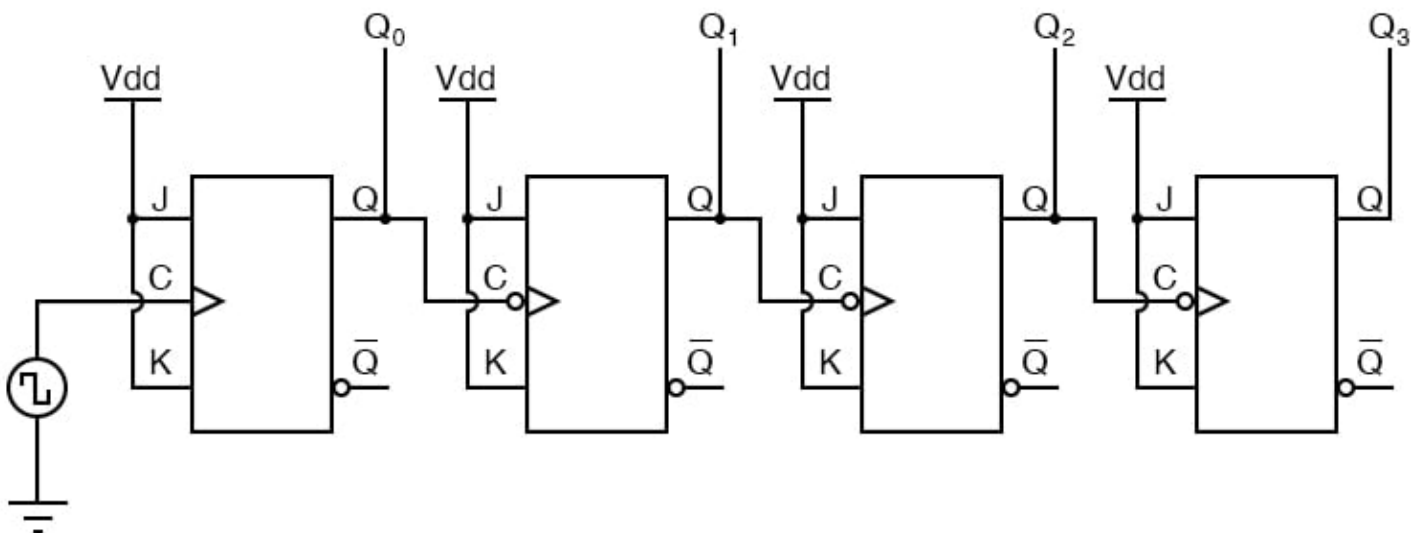 Q₀ Q₁ Q₂ Q₃
Vdd Vdd Vdd Vdd
J Q J Q J Q J Q
C C C C
K Q̅ K Q̅ K Q̅ K Q̅